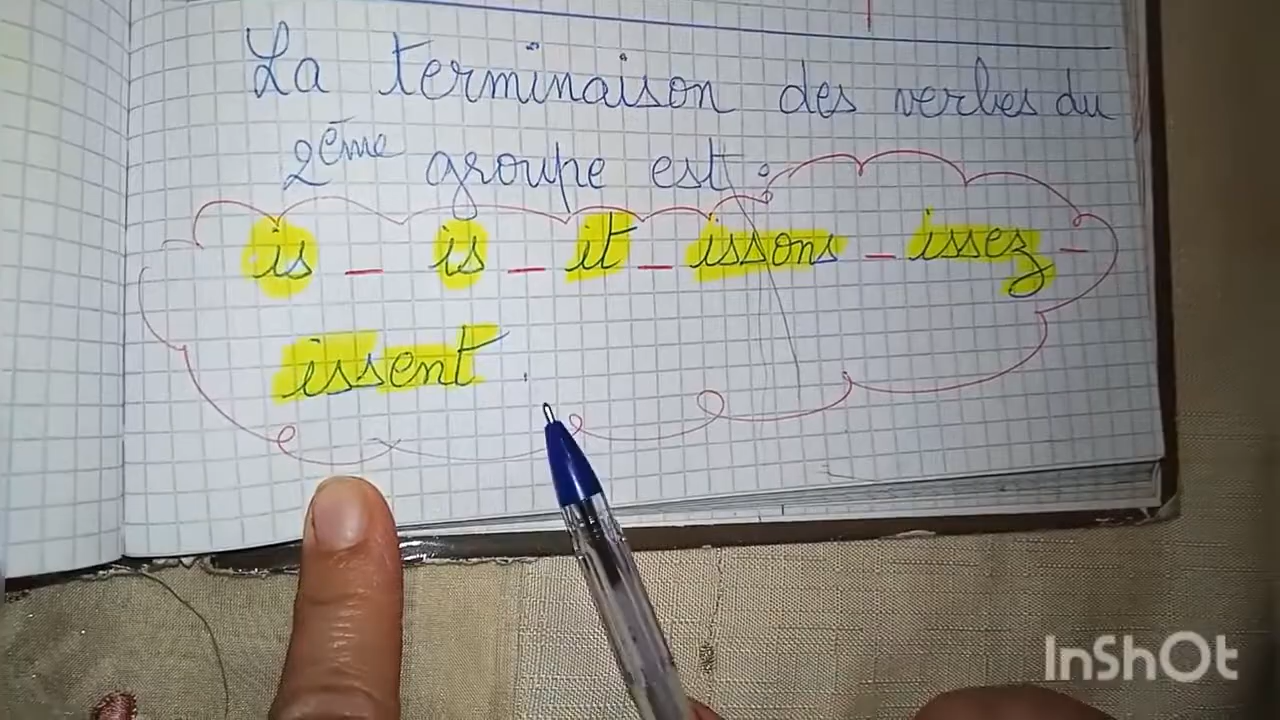 La terminaison des verbes du
2ème groupe est :
is - is - it - issons - issez -
issent .
InShOt